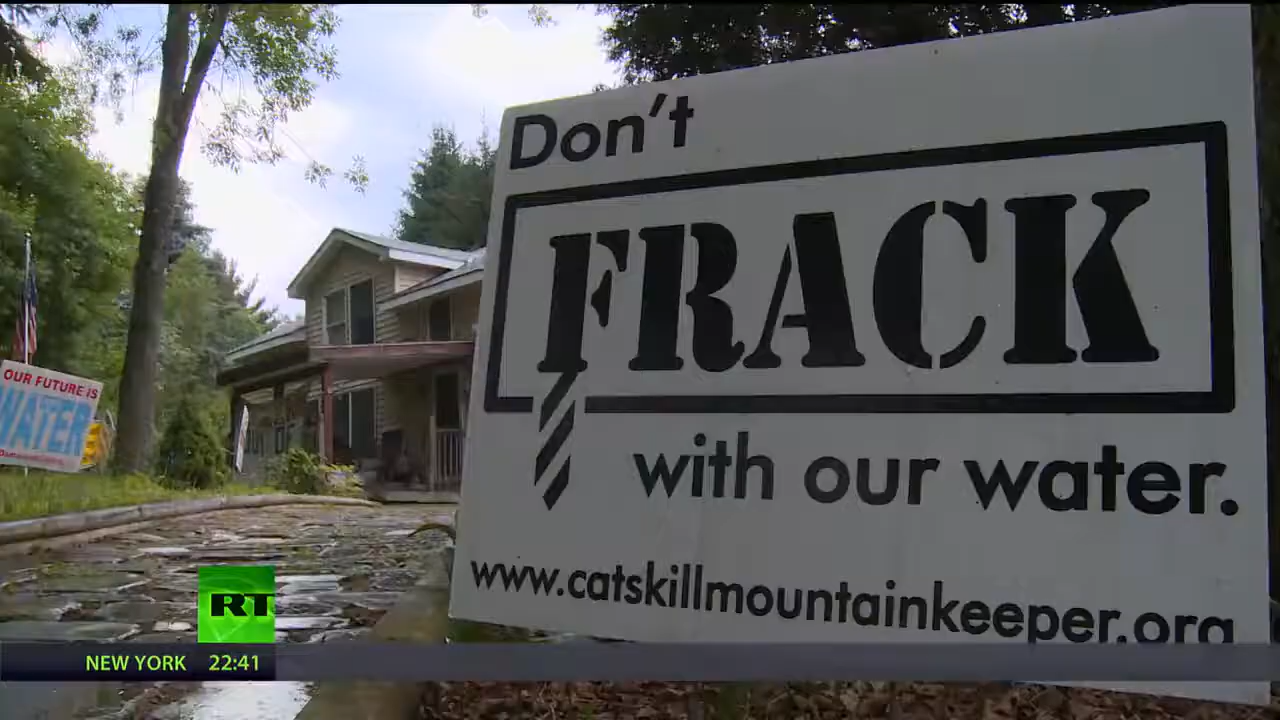 Don't
FRACK
with our water.
www.catskillmountainkeeper.org
OUR FUTURE IS
WATER
RT
NEW YORK 22:41